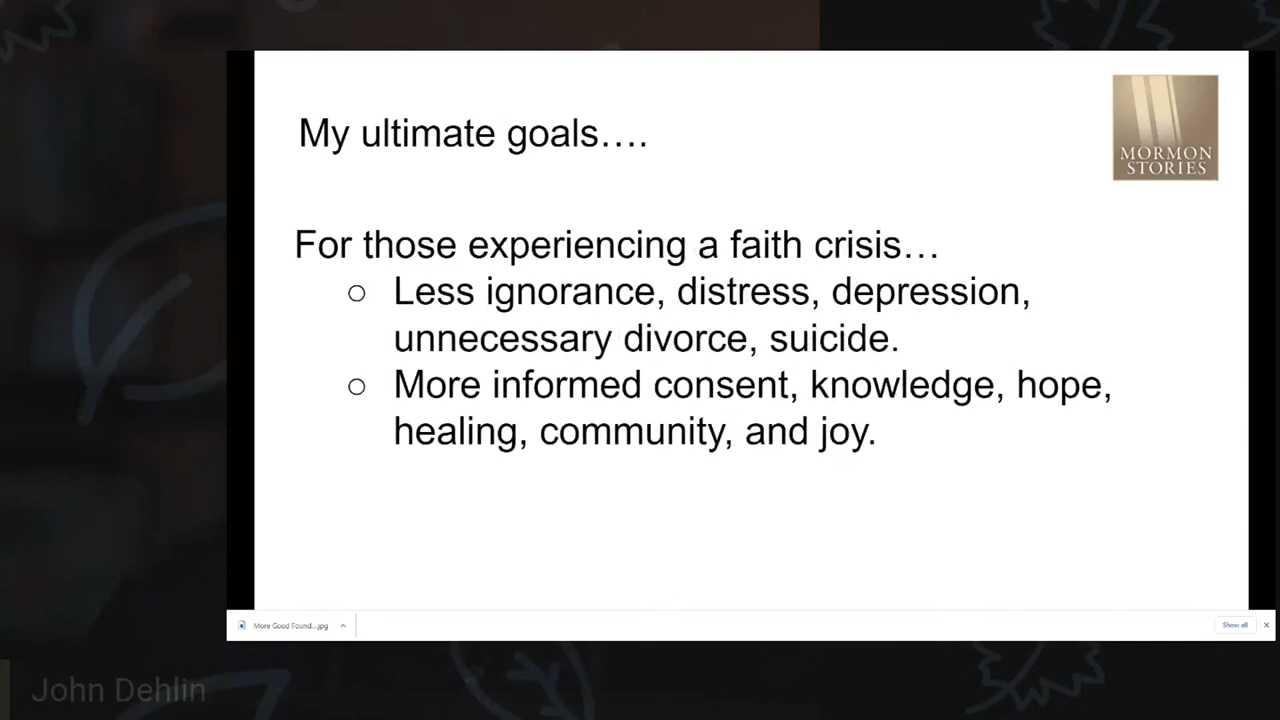 My ultimate goals….
MORMON
STORIES
For those experiencing a faith crisis…
○ Less ignorance, distress, depression,
unnecessary divorce, suicide.
○ More informed consent, knowledge, hope,
healing, community, and joy.
More Good Found...jpg
Show all
John Dehlin